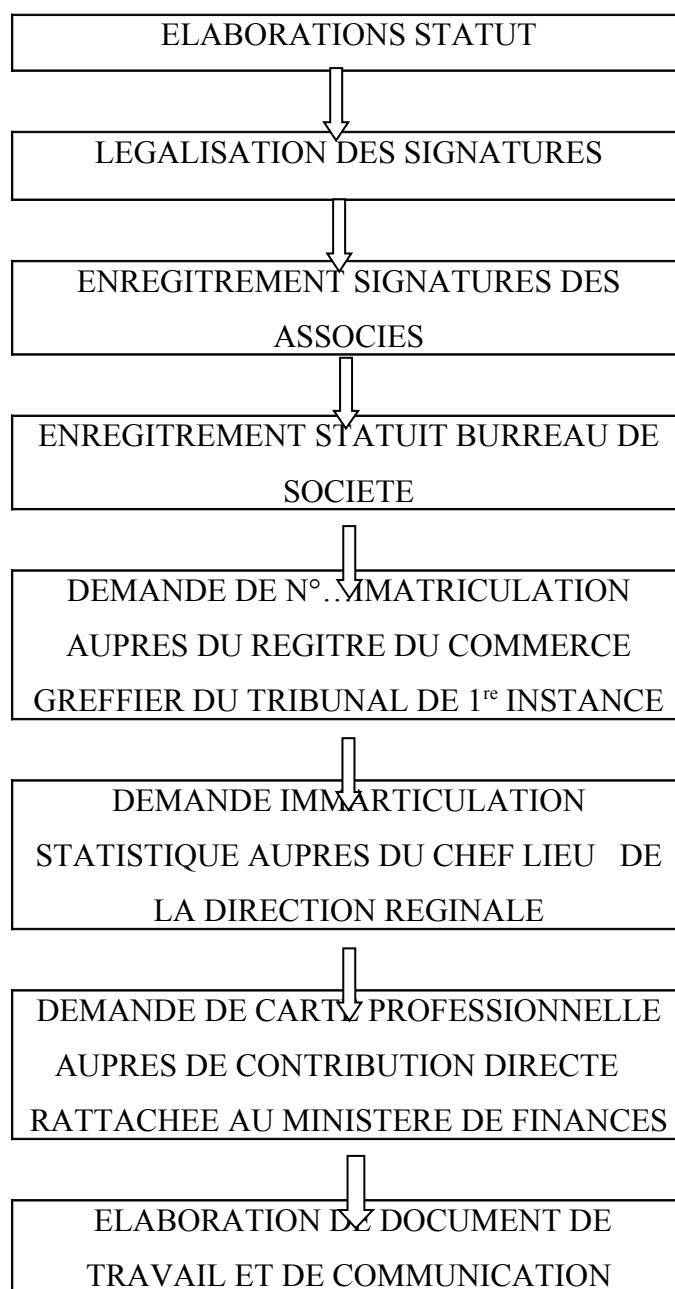 ELABORATIONS STATUT
LEGALISATION DES SIGNATURES
ENREGITREMENT SIGNATURES DES
ASSOCIES
ENREGITREMENT STATUIT BURREAU DE
SOCIETE
DEMANDE DE N°..IMMATRICULATION
AUPRES DU REGITRE DU COMMERCE
GREFFIER DU TRIBUNAL DE 1re INSTANCE
DEMANDE IMMARTICULATION
STATISTIQUE AUPRES DU CHEF LIEU DE
LA DIRECTION REGINALE
DEMANDE DE CARTE PROFESSIONNELLE
AUPRES DE CONTRIBUTION DIRECTE
RATTACHEE AU MINISTERE DE FINANCES
ELABORATION DE DOCUMENT DE
TRAVAIL ET DE COMMUNICATION